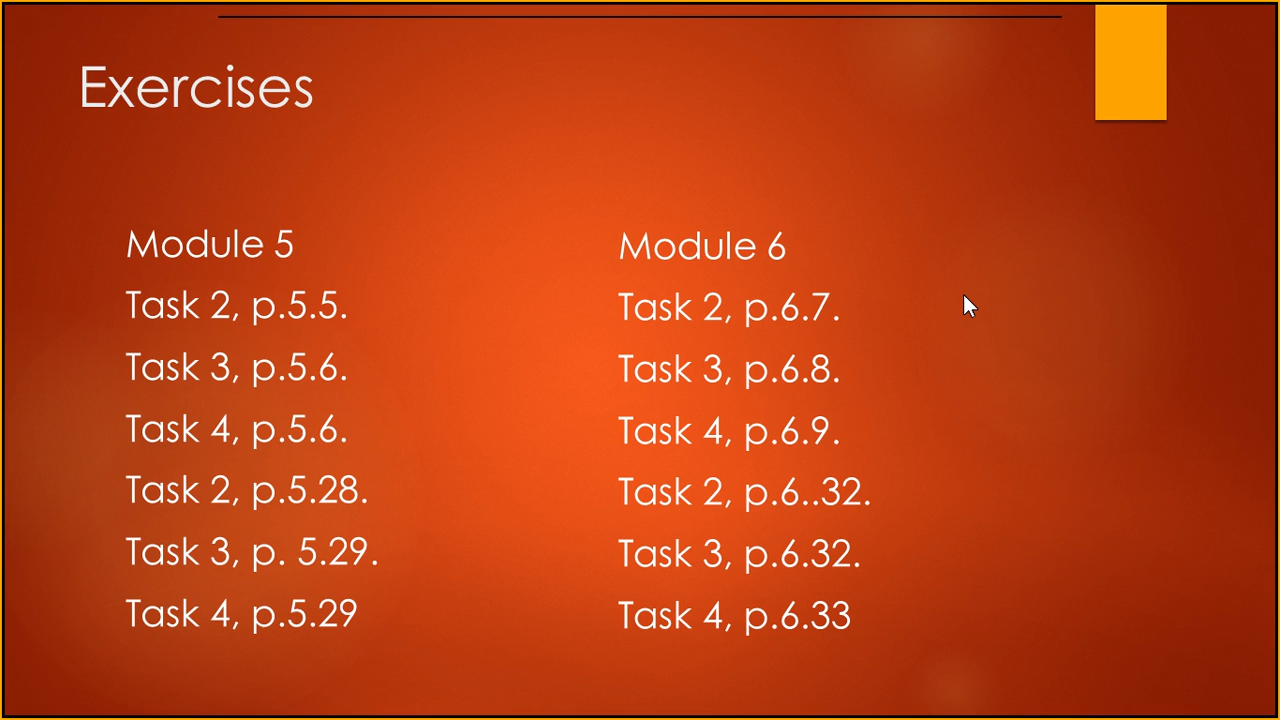 Exercises
Module 5
Task 2, p.5.5.
Task 3, p.5.6.
Task 4, p.5.6.
Task 2, p.5.28.
Task 3, p. 5.29.
Task 4, p.5.29
Module 6
Task 2, p.6.7.
Task 3, p.6.8.
Task 4, p.6.9.
Task 2, p.6..32.
Task 3, p.6.32.
Task 4, p.6.33